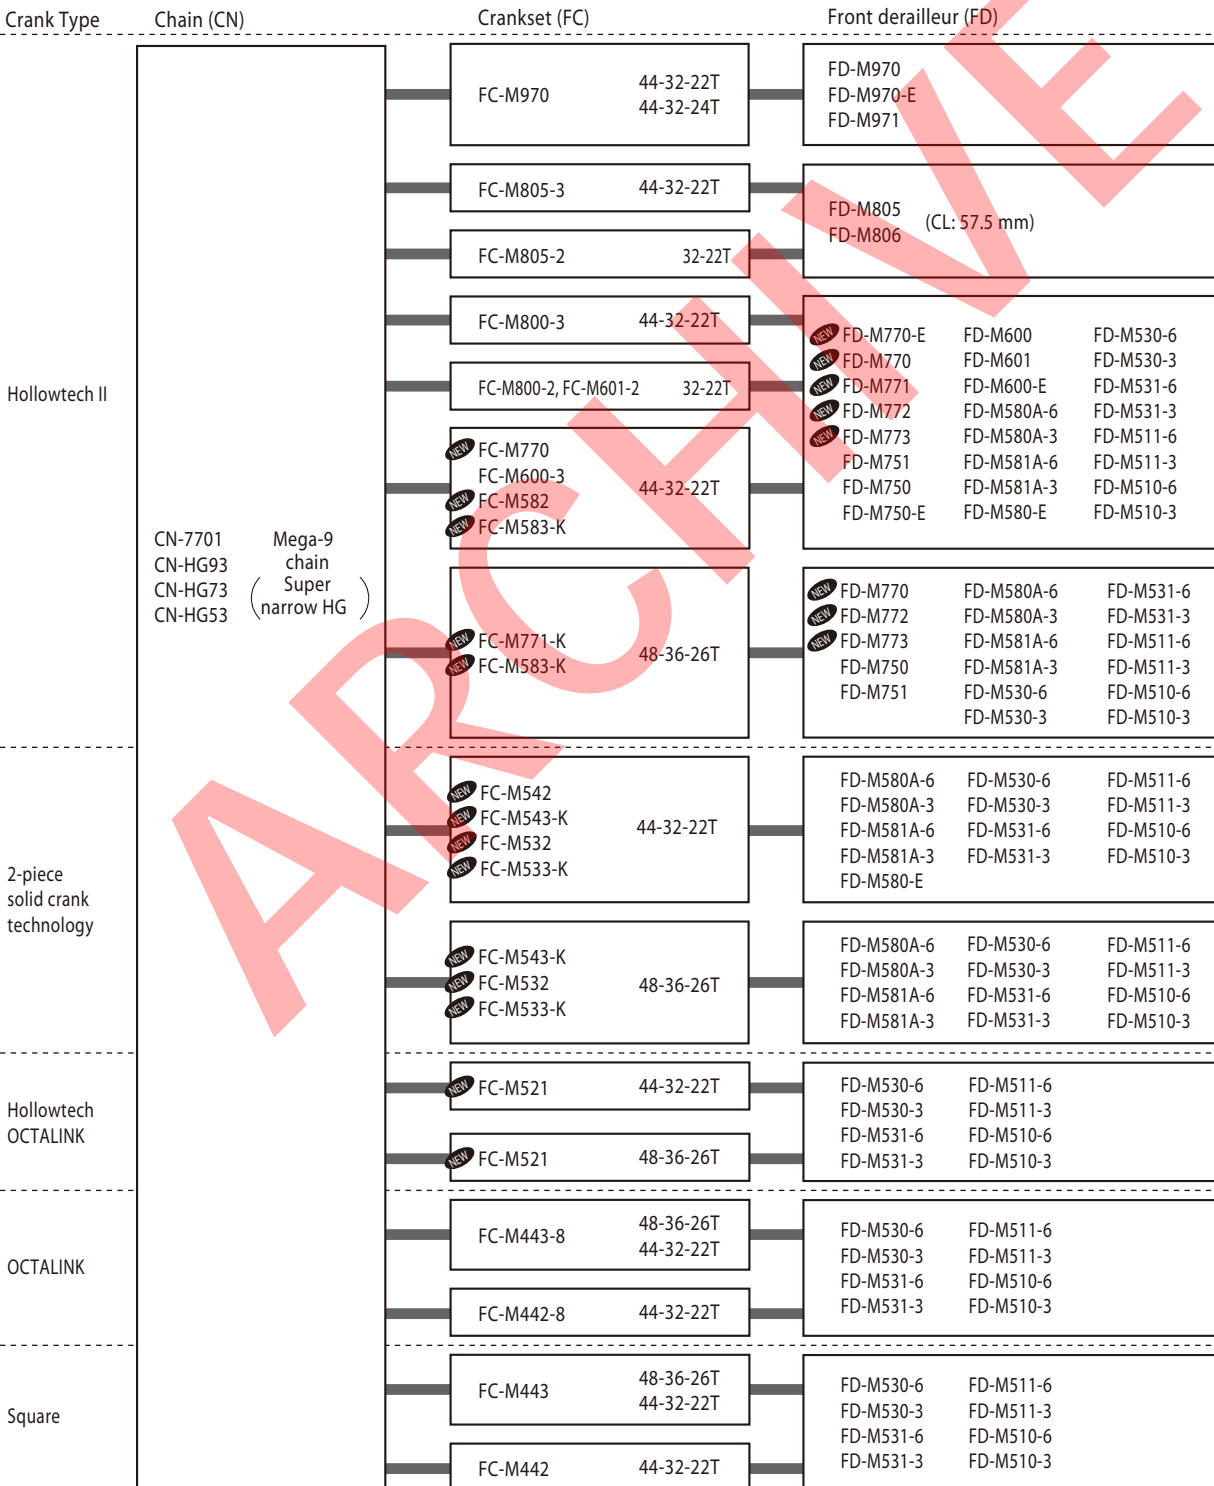 Crank Type Chain (CN) Crankset (FC) Front derailleur (FD)
Hollowtech II
CN-7701
CN-HG93
CN-HG73
CN-HG53
Mega-9
chain
(Super
narrow HG)
FC-M970 44-32-22T
44-32-24T
FD-M970
FD-M970-E
FD-M971
FC-M805-3 44-32-22T
FC-M805-2 32-22T
FD-M805
FD-M806
(CL: 57.5 mm)
FC-M800-3 44-32-22T
FC-M800-2, FC-M601-2 32-22T
NEW FC-M770
FC-M600-3
NEW FC-M582
NEW FC-M583-K
44-32-22T
NEW FD-M770-E FD-M600 FD-M530-6
NEW FD-M770 FD-M601 FD-M530-3
NEW FD-M771 FD-M600-E FD-M531-6
NEW FD-M772 FD-M580A-6 FD-M531-3
NEW FD-M773 FD-M580A-3 FD-M511-6
FD-M751 FD-M581A-6 FD-M511-3
FD-M750 FD-M581A-3 FD-M510-6
FD-M750-E FD-M580-E FD-M510-3
NEW FC-M771-K
NEW FC-M583-K
48-36-26T
NEW FD-M770 FD-M580A-6 FD-M531-6
NEW FD-M772 FD-M580A-3 FD-M531-3
NEW FD-M773 FD-M581A-6 FD-M511-6
FD-M750 FD-M581A-3 FD-M511-3
FD-M751 FD-M530-6 FD-M510-6
FD-M530-3 FD-M510-3
2-piece
solid crank
technology
NEW FC-M542
NEW FC-M543-K
NEW FC-M532
NEW FC-M533-K
44-32-22T
FD-M580A-6 FD-M530-6 FD-M511-6
FD-M580A-3 FD-M530-3 FD-M511-3
FD-M581A-6 FD-M531-6 FD-M510-6
FD-M581A-3 FD-M531-3 FD-M510-3
FD-M580-E
NEW FC-M543-K
NEW FC-M532
NEW FC-M533-K
48-36-26T
FD-M580A-6 FD-M530-6 FD-M511-6
FD-M580A-3 FD-M530-3 FD-M511-3
FD-M581A-6 FD-M531-6 FD-M510-6
FD-M581A-3 FD-M531-3 FD-M510-3
Hollowtech
OCTALINK
NEW FC-M521 44-32-22T
NEW FC-M521 48-36-26T
FD-M530-6 FD-M511-6
FD-M530-3 FD-M511-3
FD-M531-6 FD-M510-6
FD-M531-3 FD-M510-3
OCTALINK
FC-M443-8 48-36-26T
44-32-22T
FC-M442-8 44-32-22T
FD-M530-6 FD-M511-6
FD-M530-3 FD-M511-3
FD-M531-6 FD-M510-6
FD-M531-3 FD-M510-3
Square
FC-M443 48-36-26T
44-32-22T
FC-M442 44-32-22T
FD-M530-6 FD-M511-6
FD-M530-3 FD-M511-3
FD-M531-6 FD-M510-6
FD-M531-3 FD-M510-3
ARCHIVE